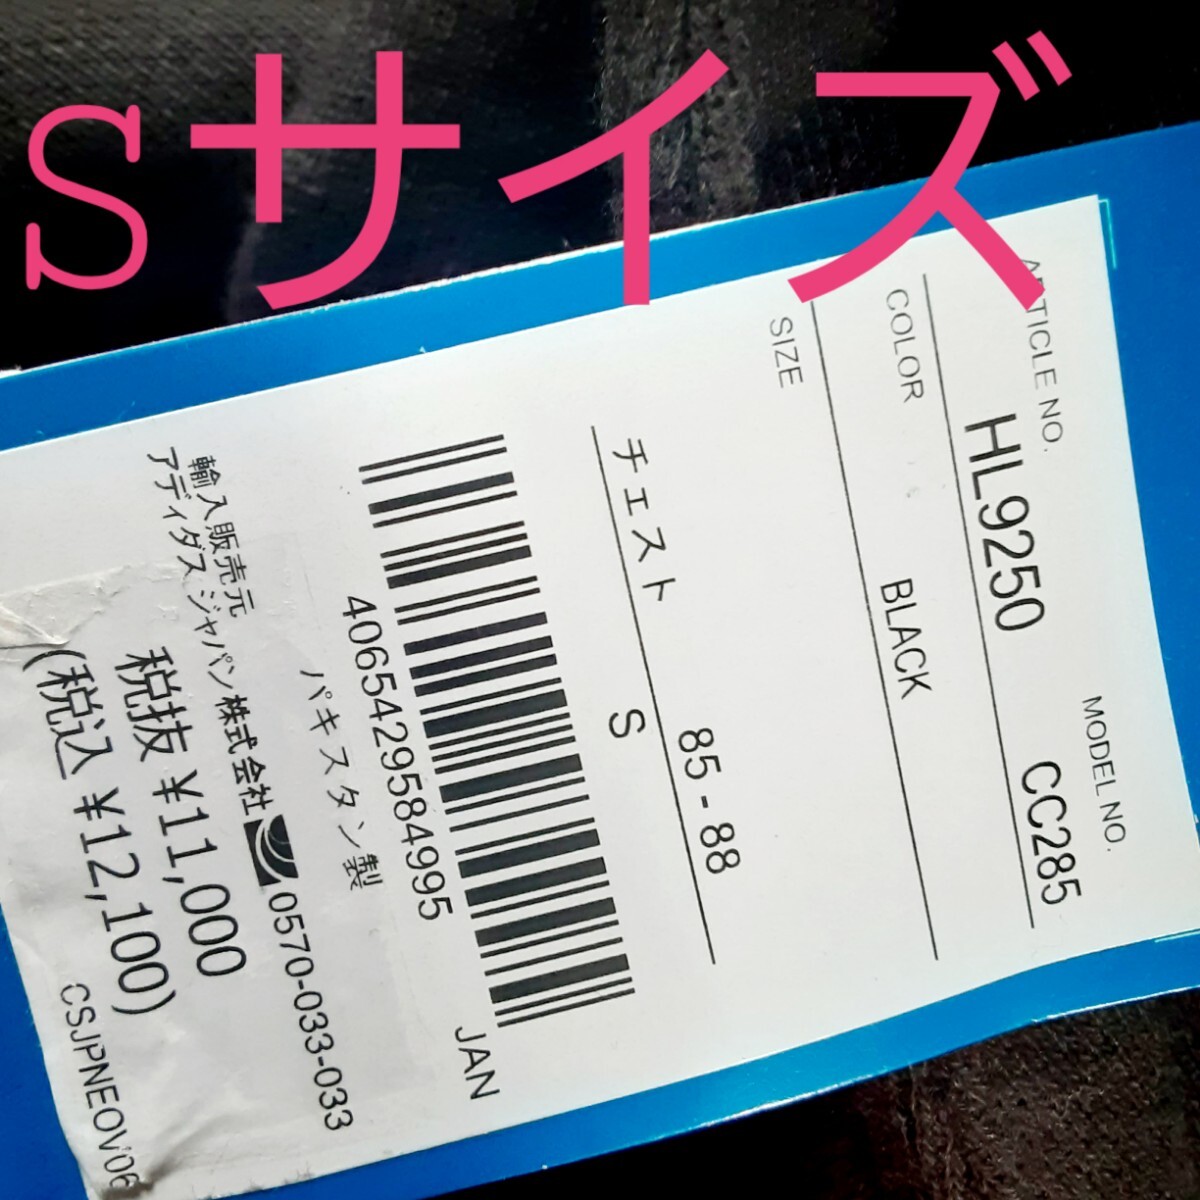 Sサイズ
ARTICLE NO. MODEL NO.
HL9250 CC285
COLOR
BLACK
SIZE
チェスト 85-88
S
4065429584995 JAN
パキスタン製
輸入販売元
アディダス ジャパン株式会社 0570-033-033
税抜 ¥11,000
(税込 ¥12,100)
CSJPNEOV06